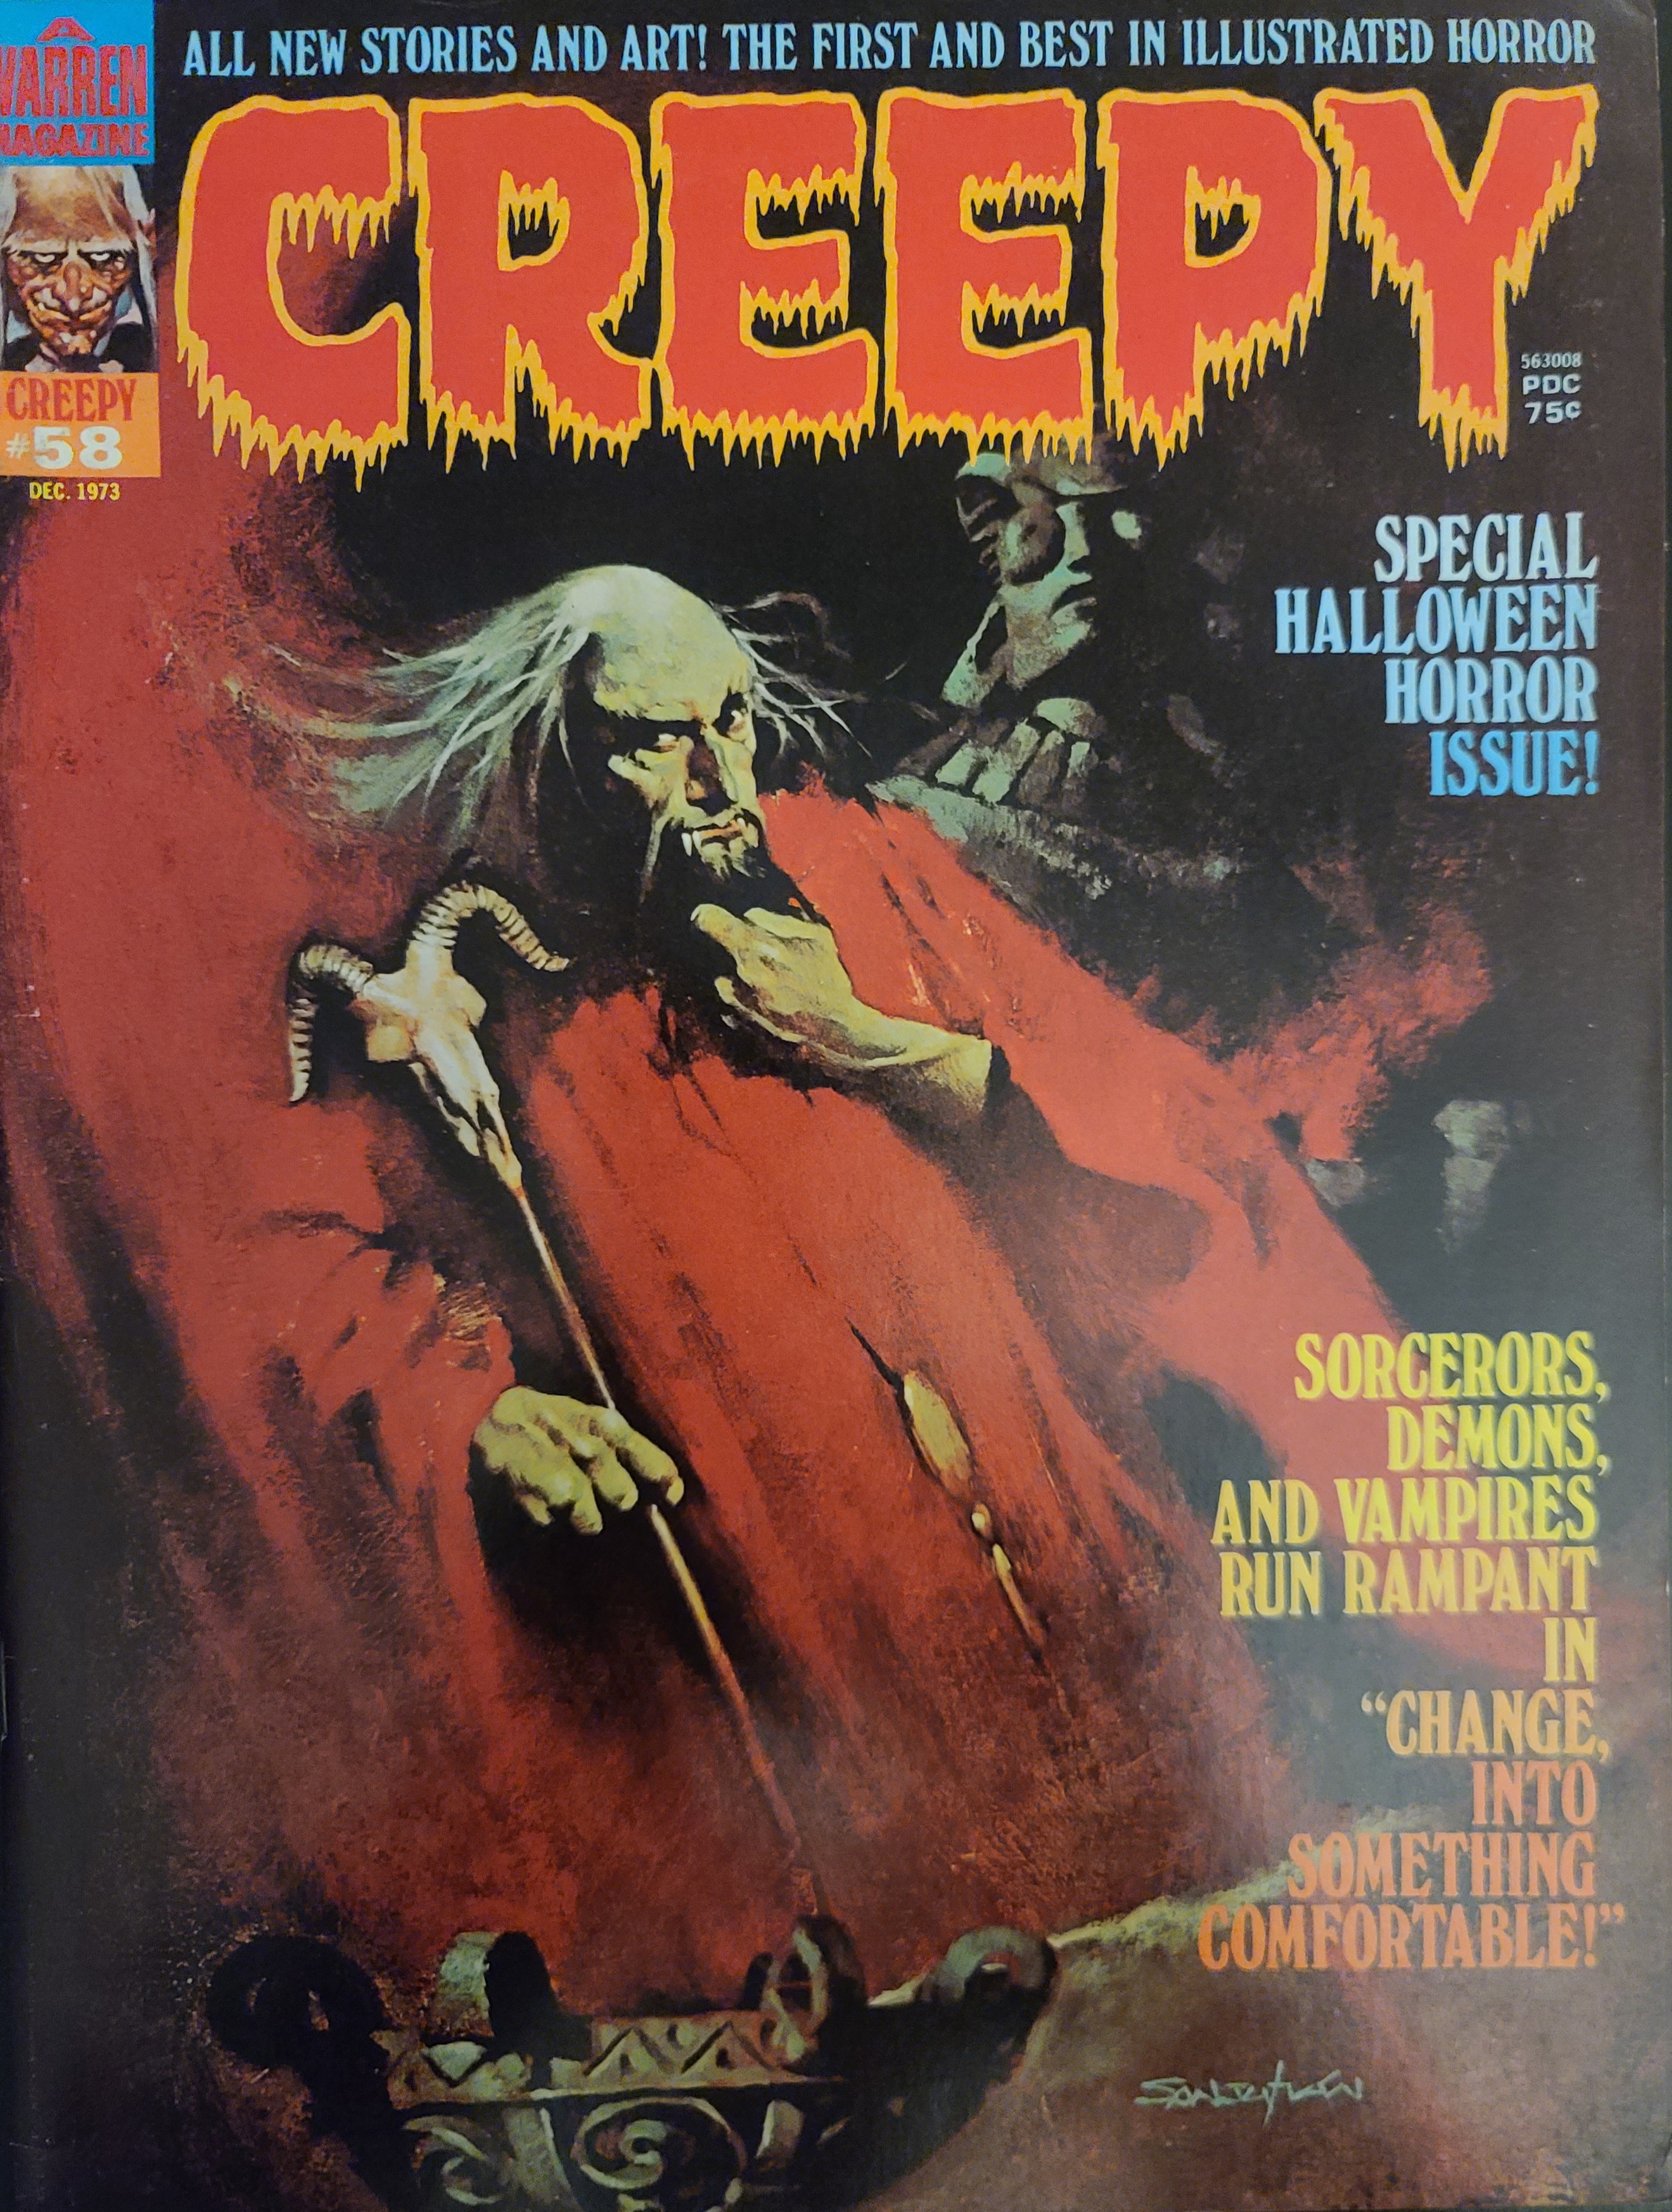 ALL NEW STORIES AND ART! THE FIRST AND BEST IN ILLUSTRATED HORROR
A
WARREN
MAGAZINE
CREEPY
CREEPY
#58
DEC. 1973
563008
PDC
75¢
SPECIAL
HALLOWEEN
HORROR
ISSUE!
SORCERORS,
DEMONS,
AND VAMPIRES
RUN RAMPANT
IN
“CHANGE,
INTO
SOMETHING
COMFORTABLE!”
SANJULIAN